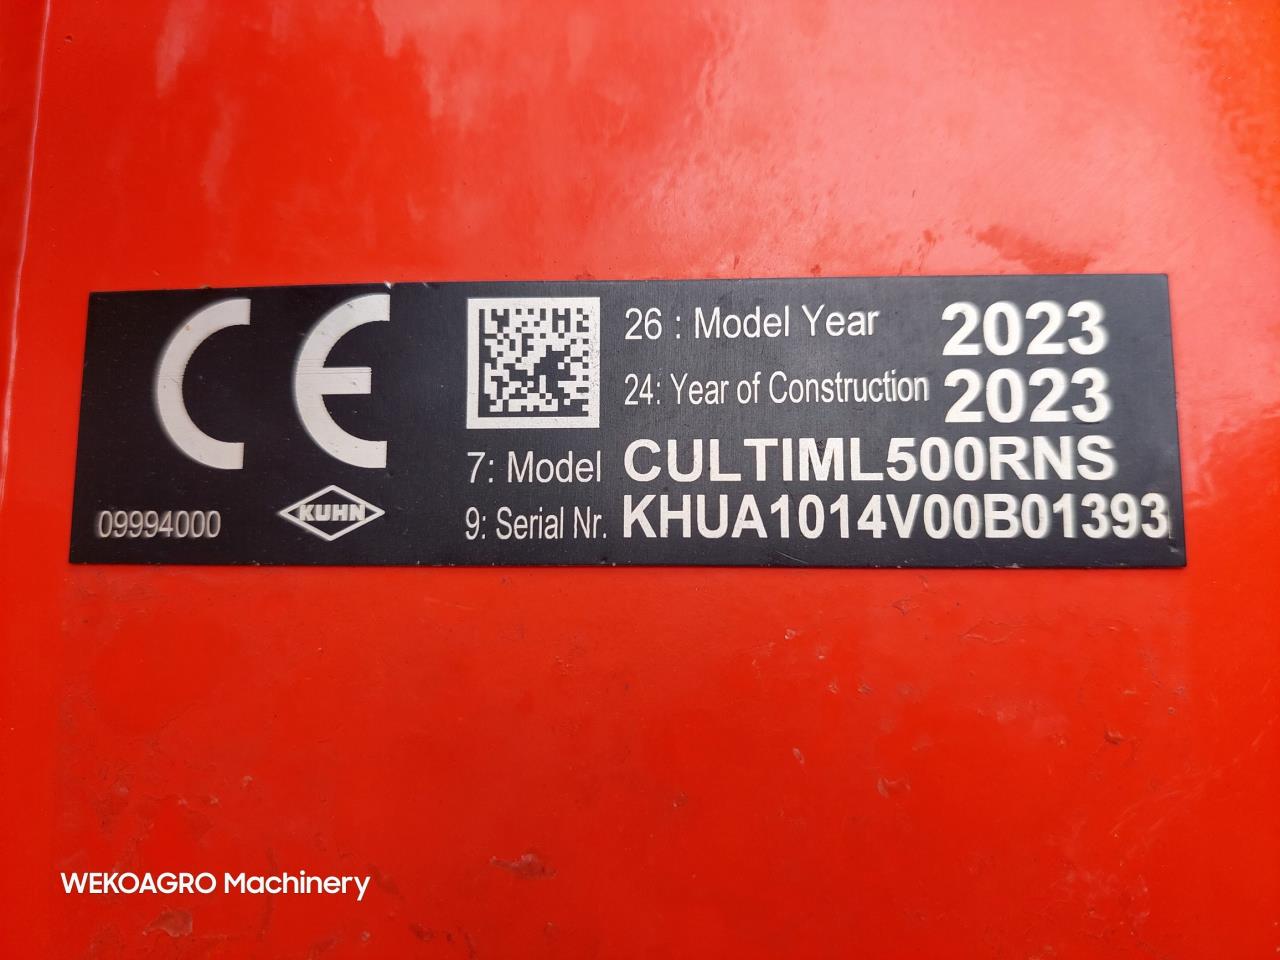 CE
26 : Model Year 2023
24: Year of Construction 2023
7: Model CULTIML500RNS
9: Serial Nr. KHUA1014V00B01393
09994000
KUHN
WEKOAGRO Machinery